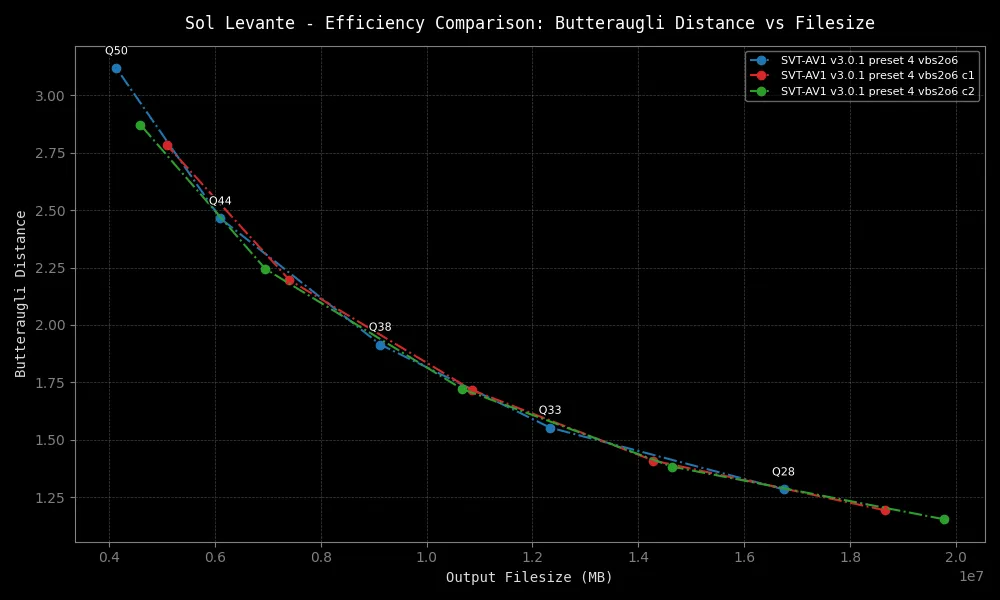 Sol Levante - Efficiency Comparison: Butteraugli Distance vs Filesize
Q50
SVT-AV1 v3.0.1 preset 4 vbs2o6
SVT-AV1 v3.0.1 preset 4 vbs2o6 c1
SVT-AV1 v3.0.1 preset 4 vbs2o6 c2
3.00
2.75
2.50
2.25
2.00
1.75
1.50
1.25
Butteraugli Distance
Q44
Q38
Q33
Q28
0.4 0.6 0.8 1.0 1.2 1.4 1.6 1.8 2.0
1e7
Output Filesize (MB)